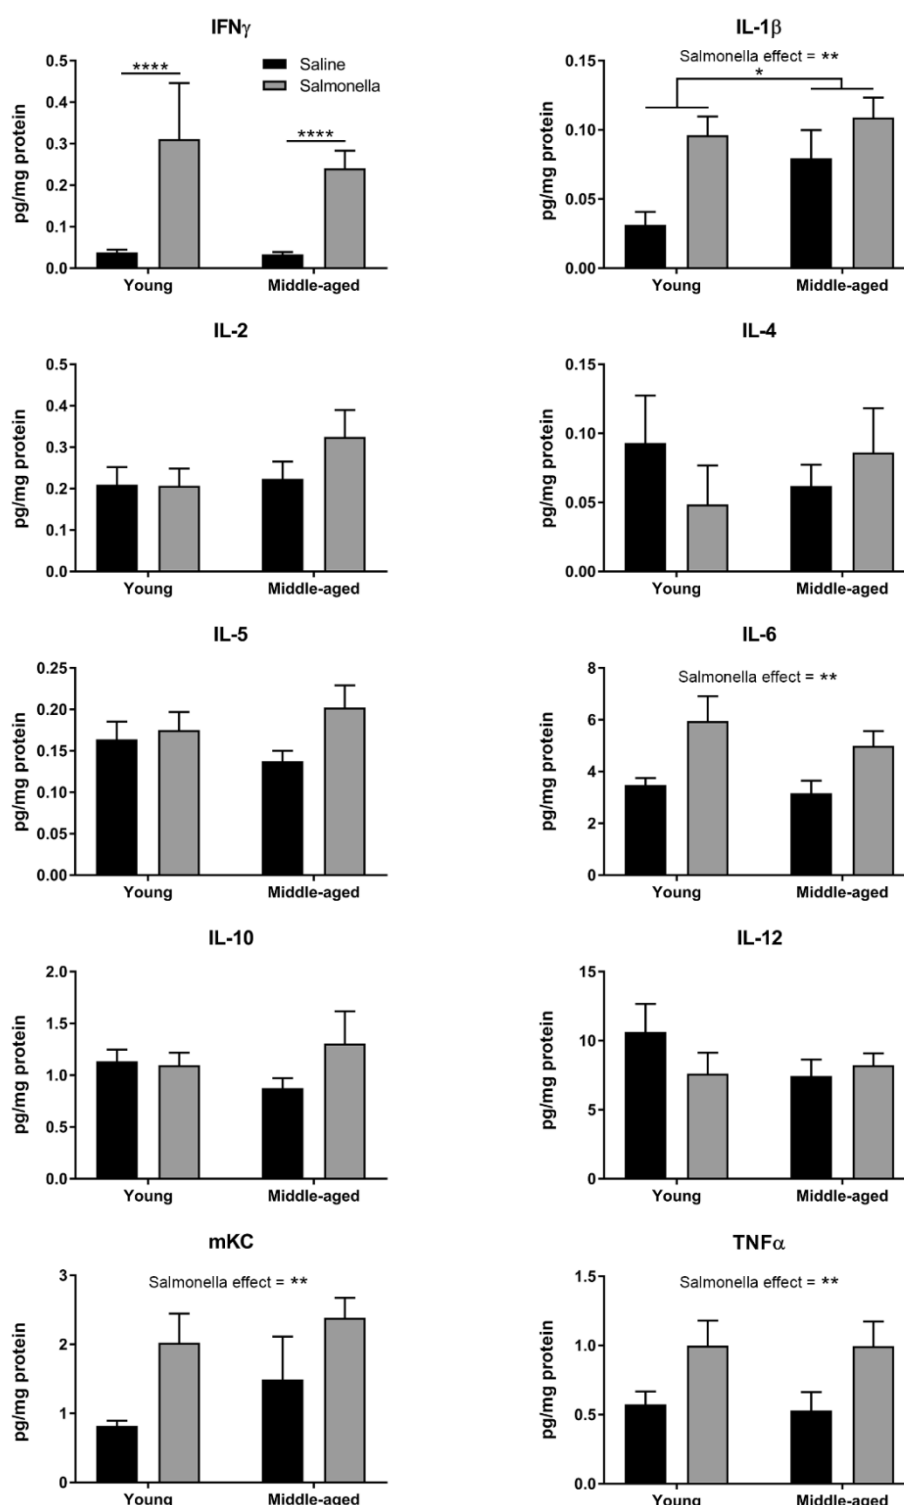 IFNγ
pg/mg protein
0.5
0.4
0.3
0.2
0.1
0.0
****
****
Saline
Salmonella
Young
Middle-aged
IL-1β
Salmonella effect = **
*
pg/mg protein
0.15
0.10
0.05
0.00
Young
Middle-aged
IL-2
pg/mg protein
0.5
0.4
0.3
0.2
0.1
0.0
Young
Middle-aged
IL-4
pg/mg protein
0.15
0.10
0.05
0.00
Young
Middle-aged
IL-5
pg/mg protein
0.25
0.20
0.15
0.10
0.05
0.00
Young
Middle-aged
IL-6
Salmonella effect = **
pg/mg protein
8
6
4
2
0
Young
Middle-aged
IL-10
pg/mg protein
2.0
1.5
1.0
0.5
0.0
Young
Middle-aged
IL-12
pg/mg protein
15
10
5
0
Young
Middle-aged
mKC
Salmonella effect = **
pg/mg protein
3
2
1
0
Young
Middle-aged
TNFα
Salmonella effect = **
pg/mg protein
1.5
1.0
0.5
0.0
Young
Middle-aged